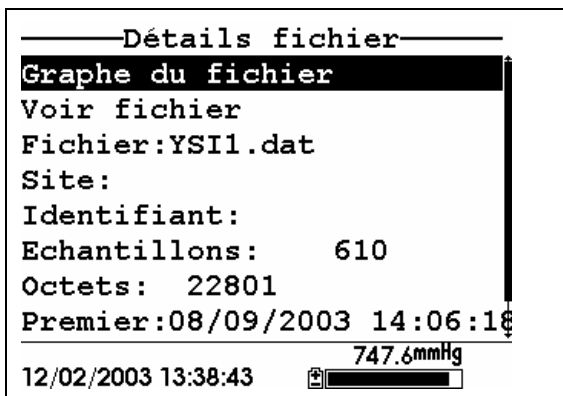 Détails fichier
Graphe du fichier
Voir fichier
Fichier:YSI1.dat
Site:
Identifiant:
Echantillons: 610
Octets: 22801
Premier:08/09/2003 14:06:18
747.6mmHg
12/02/2003 13:38:43